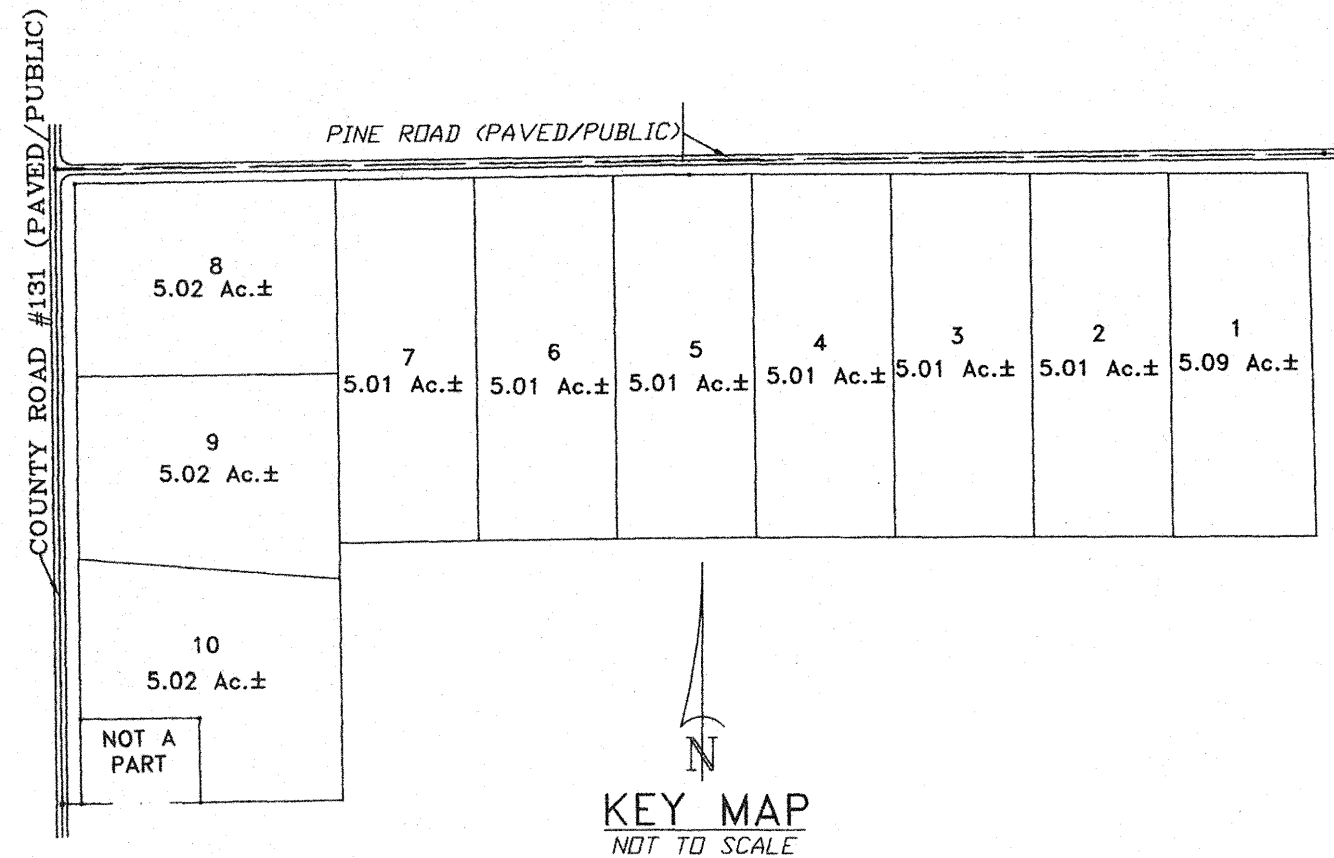 COUNTY ROAD #131 (PAVED/PUBLIC)
PINE ROAD (PAVED/PUBLIC)
8
5.02 Ac.±
7
5.01 Ac.±
6
5.01 Ac.±
5
5.01 Ac.±
4
5.01 Ac.±
3
5.01 Ac.±
2
5.01 Ac.±
1
5.09 Ac.±
9
5.02 Ac.±
10
5.02 Ac.±
NOT A
PART
N
KEY MAP
NOT TO SCALE